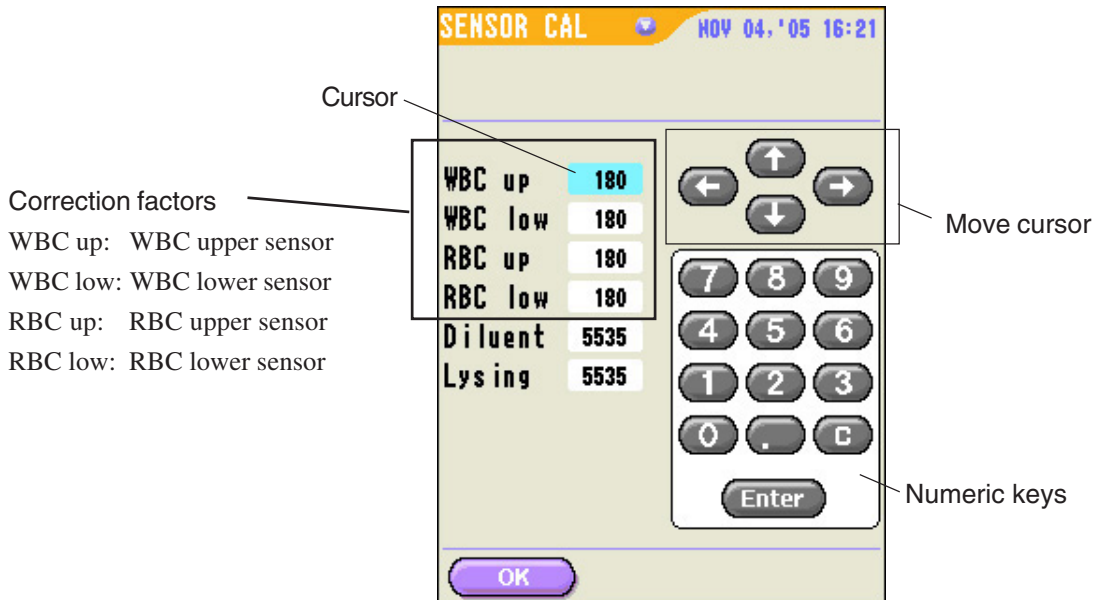 SENSOR CAL NOV 04,'05 16:21
Cursor
WBC up 180
WBC low 180
RBC up 180
RBC low 180
Diluent 5535
Lysing 5535
Correction factors
WBC up: WBC upper sensor
WBC low: WBC lower sensor
RBC up: RBC upper sensor
RBC low: RBC lower sensor
Move cursor
7 8 9
4 5 6
1 2 3
0 . C
Enter
Numeric keys
OK